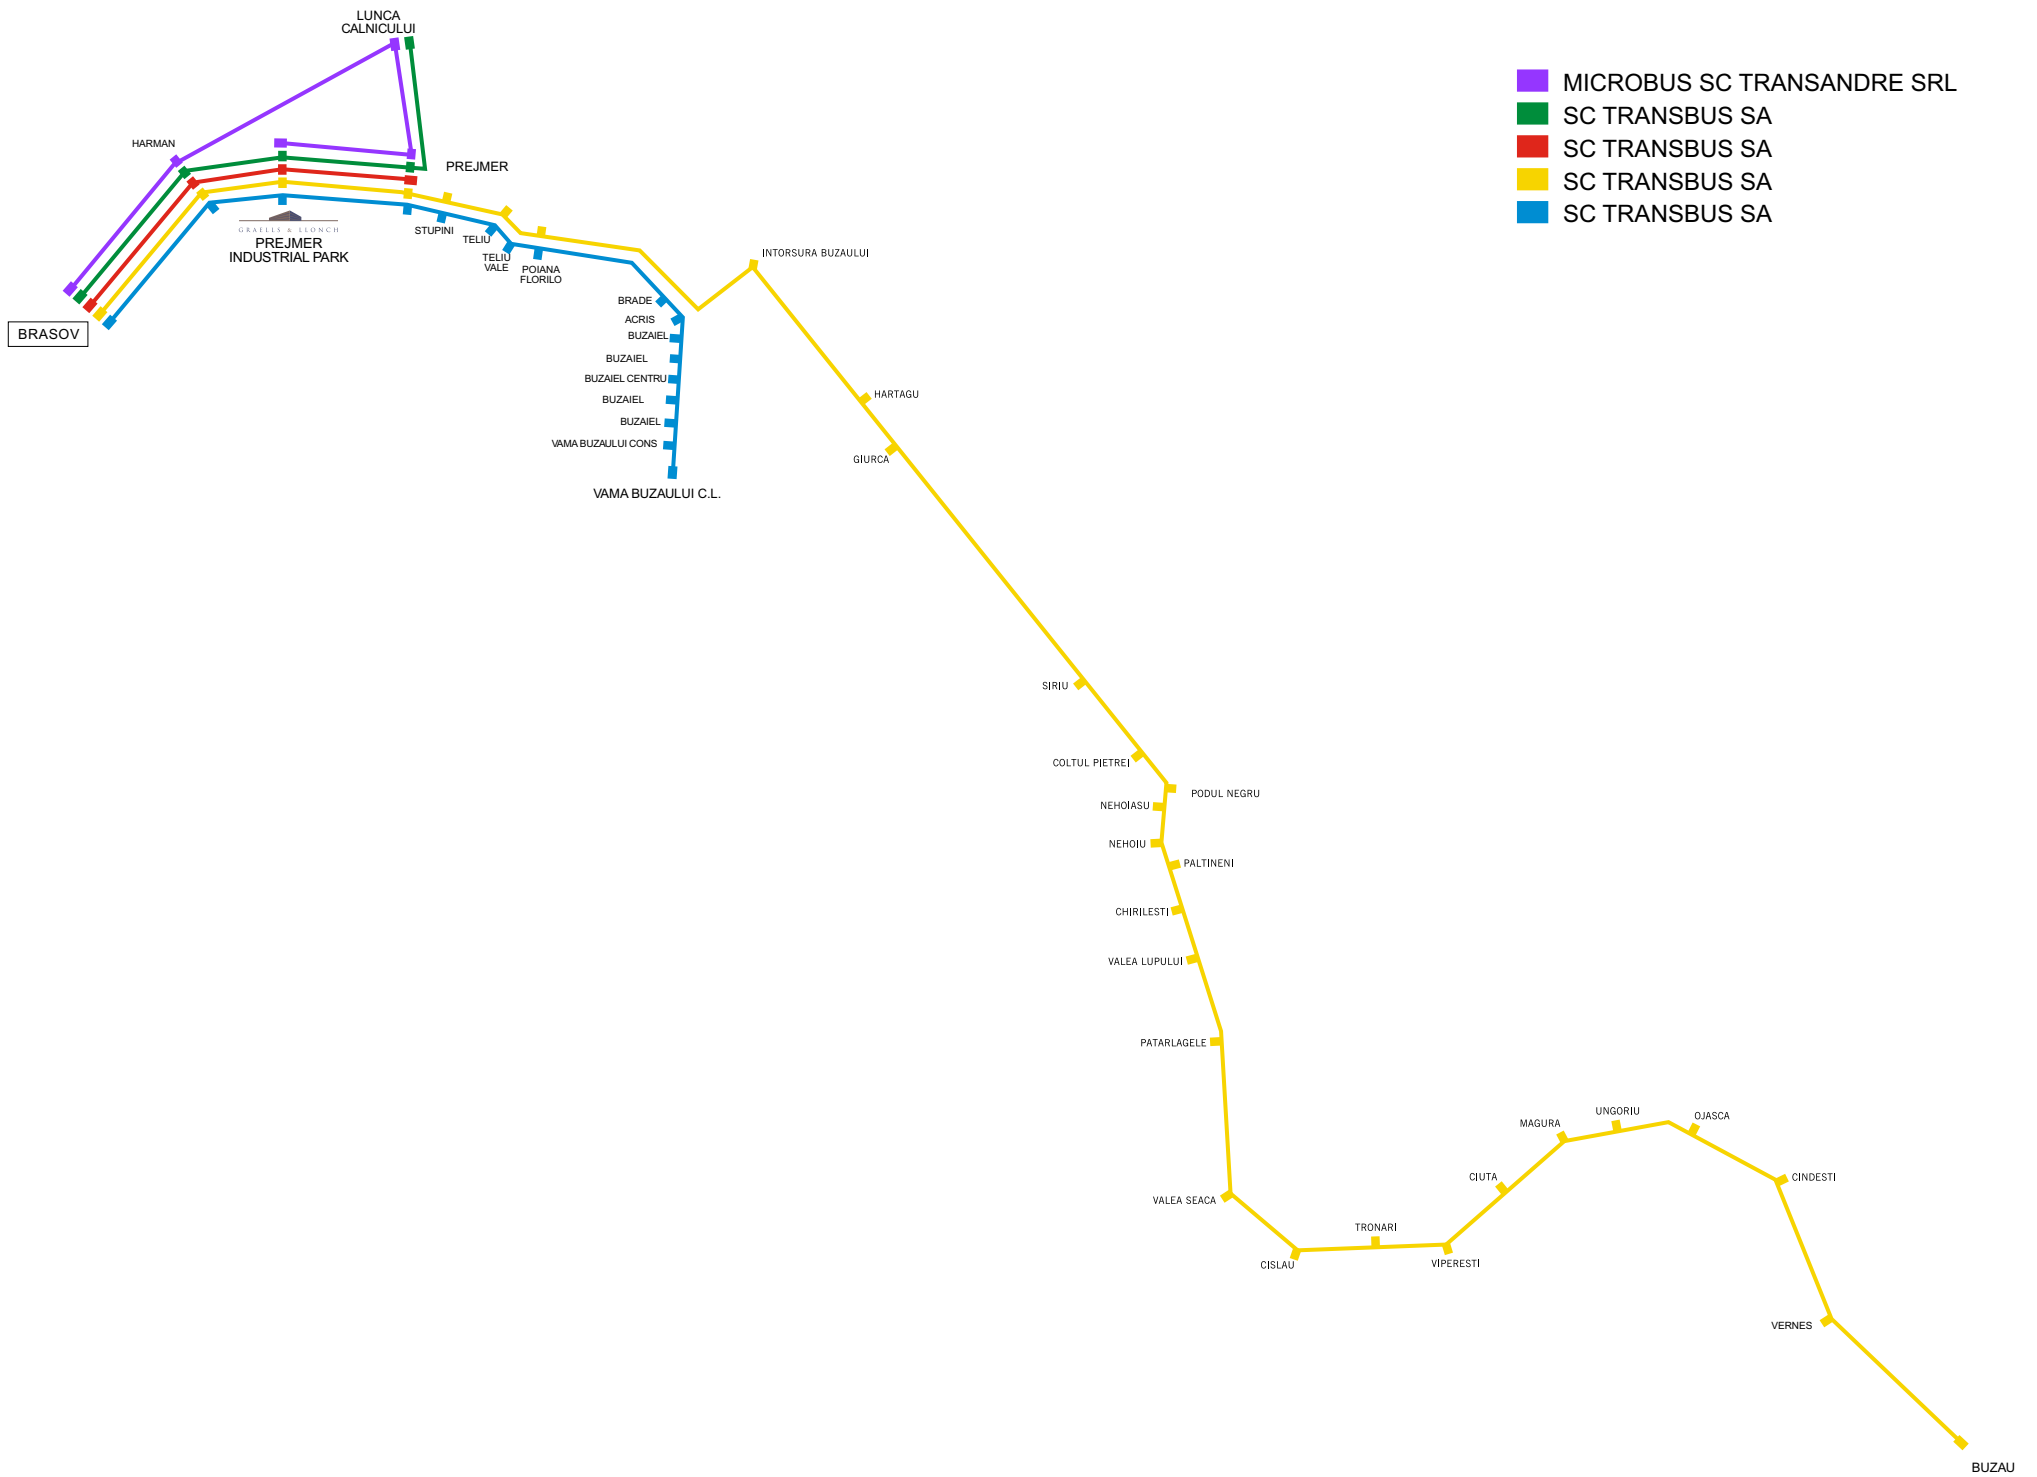 LUNCA
CALNICULUI
MICROBUS SC TRANSANDRE SRL
SC TRANSBUS SA
SC TRANSBUS SA
SC TRANSBUS SA
SC TRANSBUS SA
HARMAN
PREJMER
GRAELLS & LLONCH
PREJMER
INDUSTRIAL PARK
STUPINI
TELIU
TELIU
VALE
POIANA
FLORILO
INTORSURA BUZAULUI
BRADE
ACRIS
BRASOV
BUZAIEL
BUZAIEL
BUZAIEL CENTRU
BUZAIEL
BUZAIEL
VAMA BUZAULUI CONS
VAMA BUZAULUI C.L.
HARTAGU
GIURCA
SIRIU
COLTUL PIETREI
PODUL NEGRU
NEHOIASU
NEHOIU
PALTINENI
CHIRILESTI
VALEA LUPULUI
PATARLAGELE
VALEA SEACA
CISLAU
TRONARI
VIPERESTI
CIUTA
MAGURA
UNGORIU
OJASCA
CINDESTI
VERNES
BUZAU